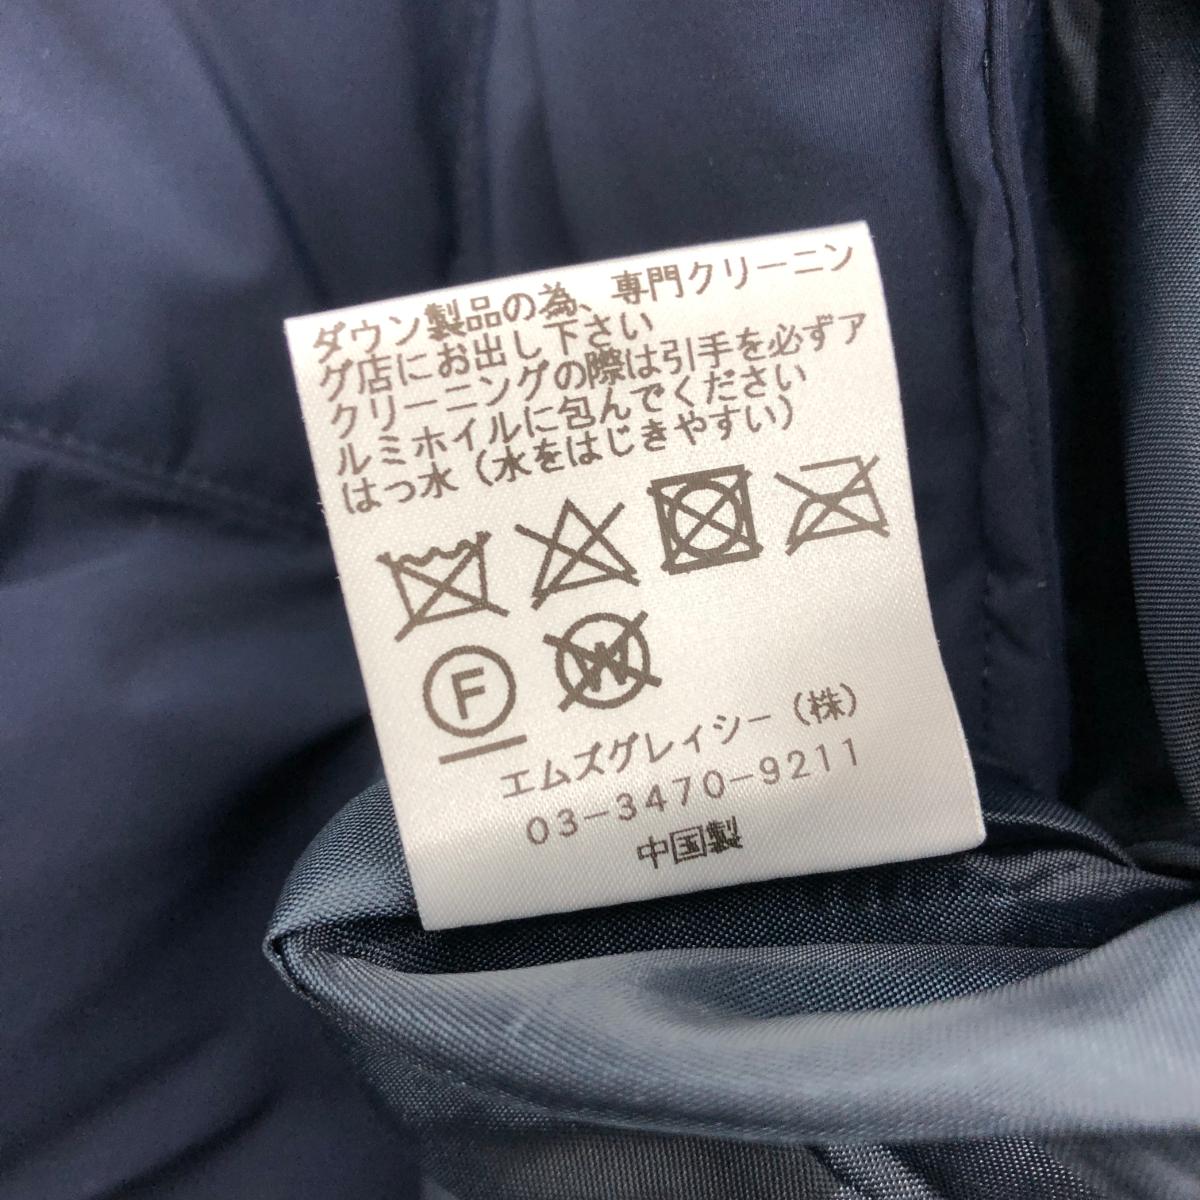 ダウン製品の為、専門クリーニン
グ店にお出し下さい
クリーニングの際は引手を必ずア
ルミホイルに包んでください
はっ水（水をはじきやすい）
F W
エムズグレィシー（株）
03-3470-9211
中国製